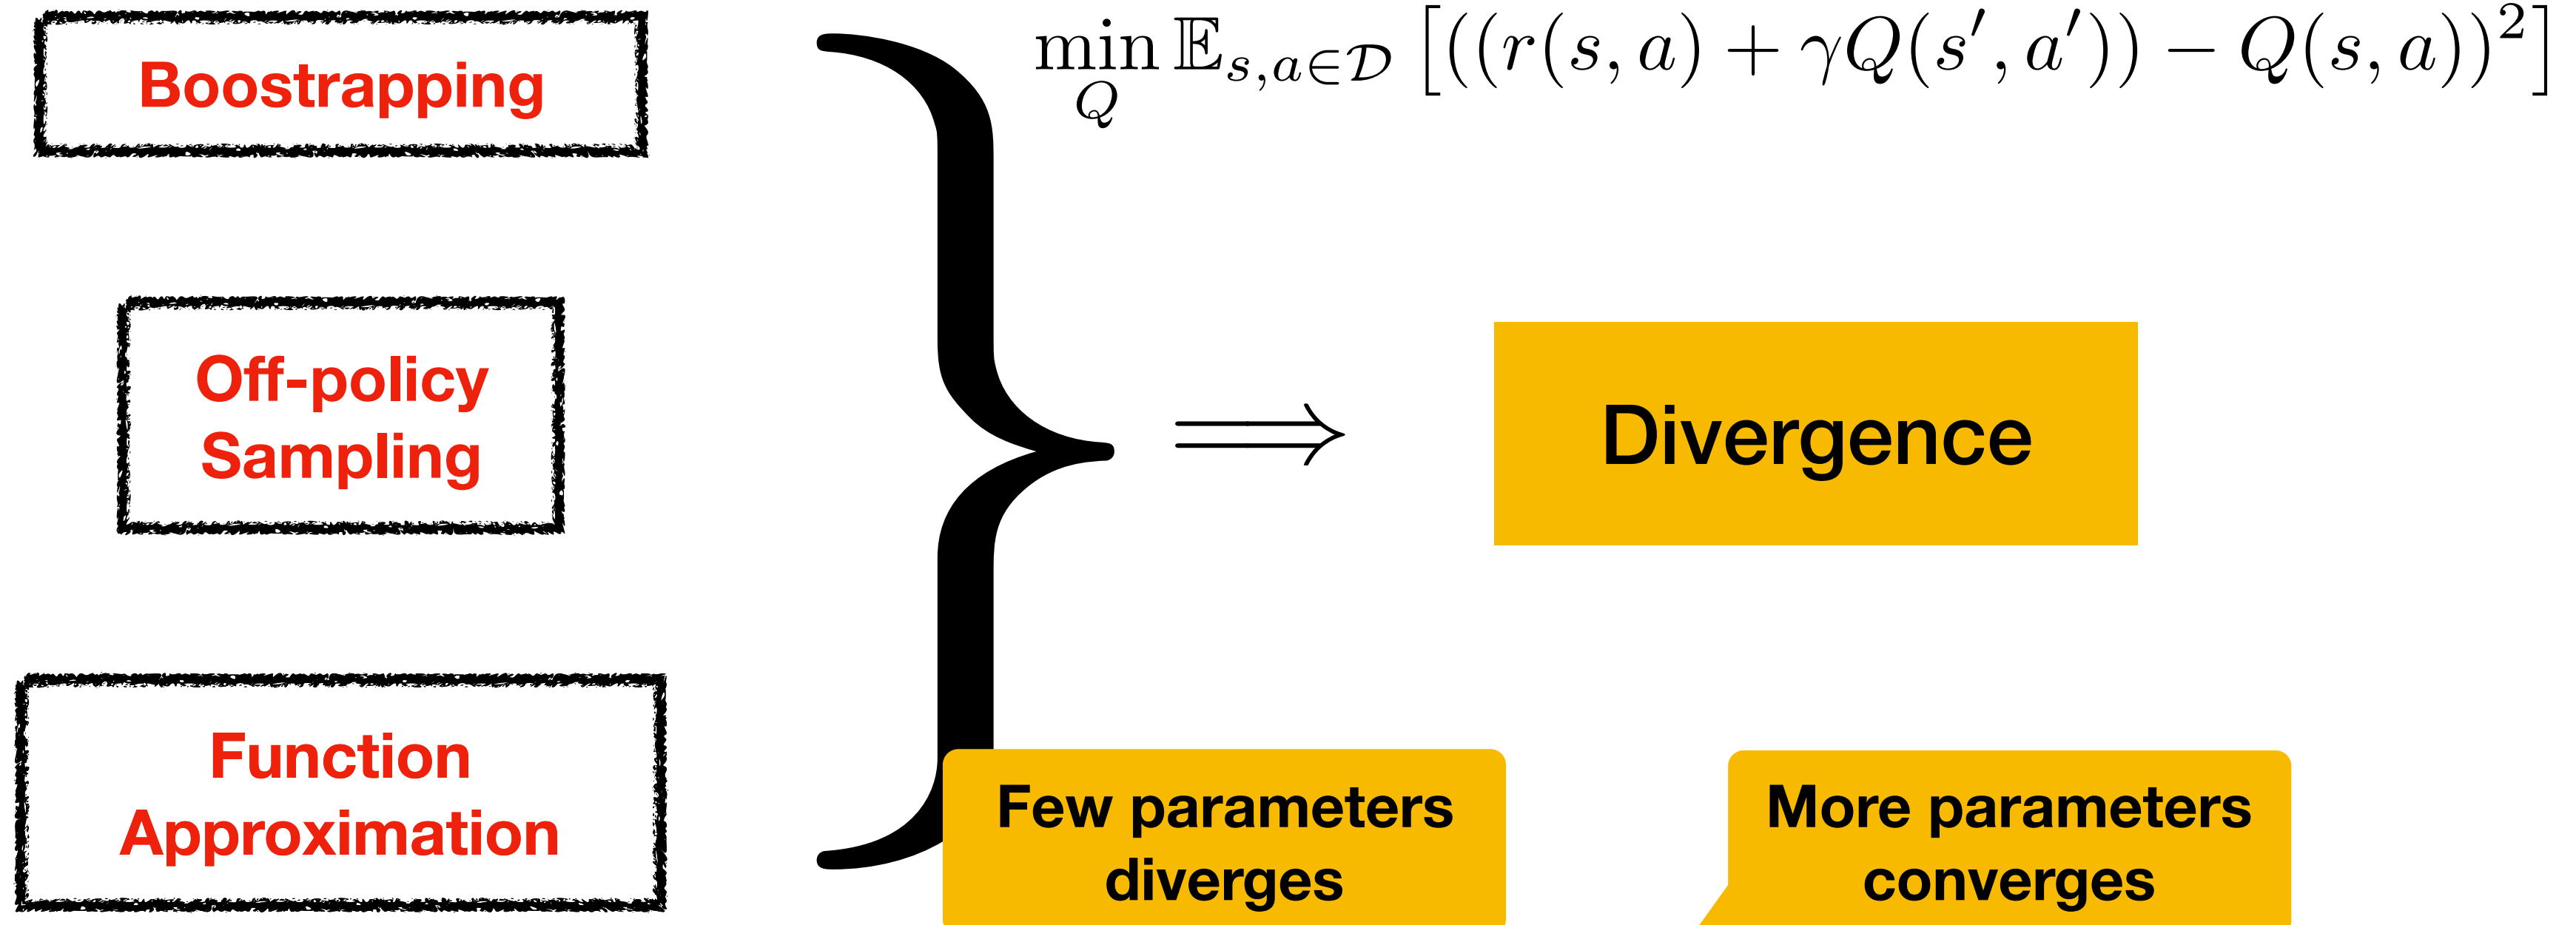 Boostrapping
min_Q 𝔼_{s,a∈𝒟} [((r(s, a) + γQ(s′, a′)) − Q(s, a))²]
Off-policy
Sampling
⟹
Divergence
Function
Approximation
Few parameters
diverges
More parameters
converges